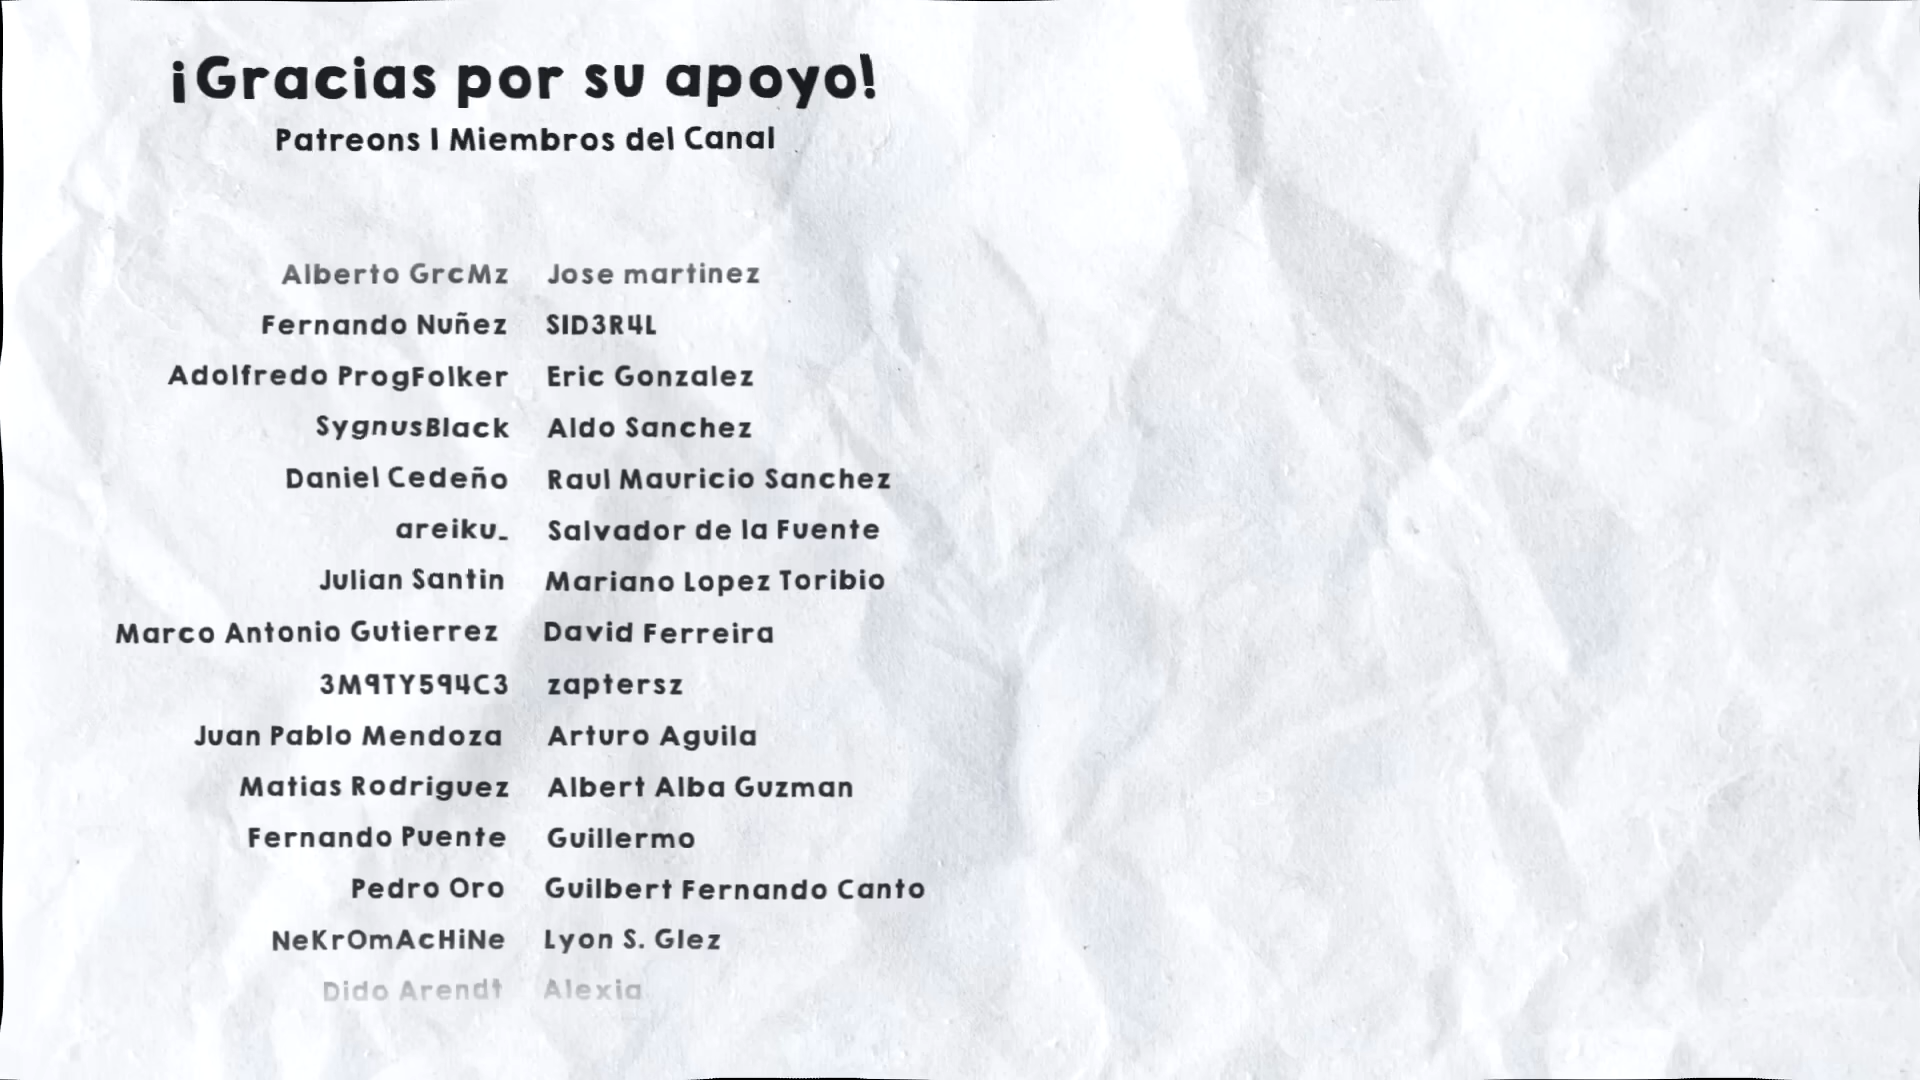 ¡Gracias por su apoyo!
Patreons | Miembros del Canal
Alberto GrcMz Jose martinez
Fernando Nuñez SID3R4L
Adolfredo ProgFolker Eric Gonzalez
SygnusBlack Aldo Sanchez
Daniel Cedeño Raul Mauricio Sanchez
areiku_ Salvador de la Fuente
Julian Santin Mariano Lopez Toribio
Marco Antonio Gutierrez David Ferreira
3M9TY594C3 zaptersz
Juan Pablo Mendoza Arturo Aguila
Matias Rodriguez Albert Alba Guzman
Fernando Puente Guillermo
Pedro Oro Guilbert Fernando Canto
NeKrOmAcHiNe Lyon S. Glez
Dido Arendt Alexia